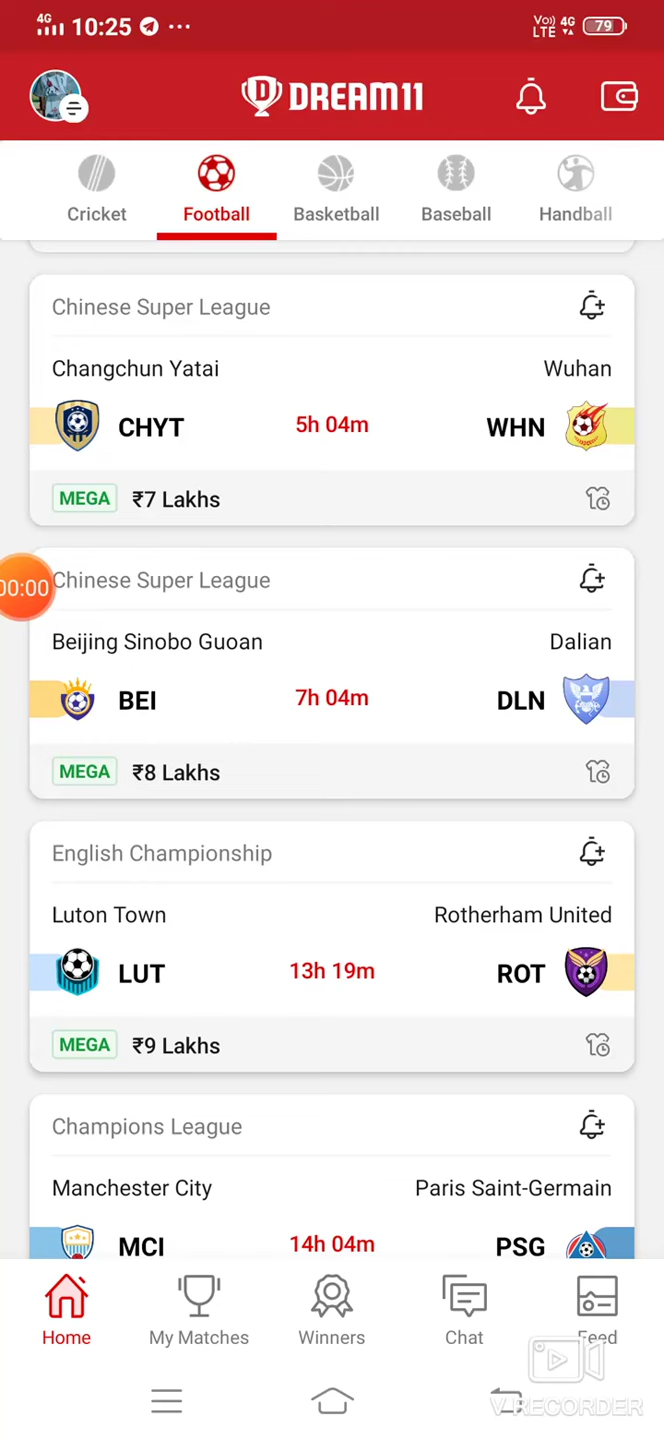 4G 10:25 ··· Vo)) LTE 4G 79
DREAM11
Cricket Football Basketball Baseball Handball
Chinese Super League
Changchun Yatai Wuhan
CHYT 5h 04m WHN
MEGA ₹7 Lakhs
00:00
Chinese Super League
Beijing Sinobo Guoan Dalian
BEI 7h 04m DLN
MEGA ₹8 Lakhs
English Championship
Luton Town Rotherham United
LUT 13h 19m ROT
MEGA ₹9 Lakhs
Champions League
Manchester City Paris Saint-Germain
MCI 14h 04m PSG
Home My Matches Winners Chat Feed
V RECORDER